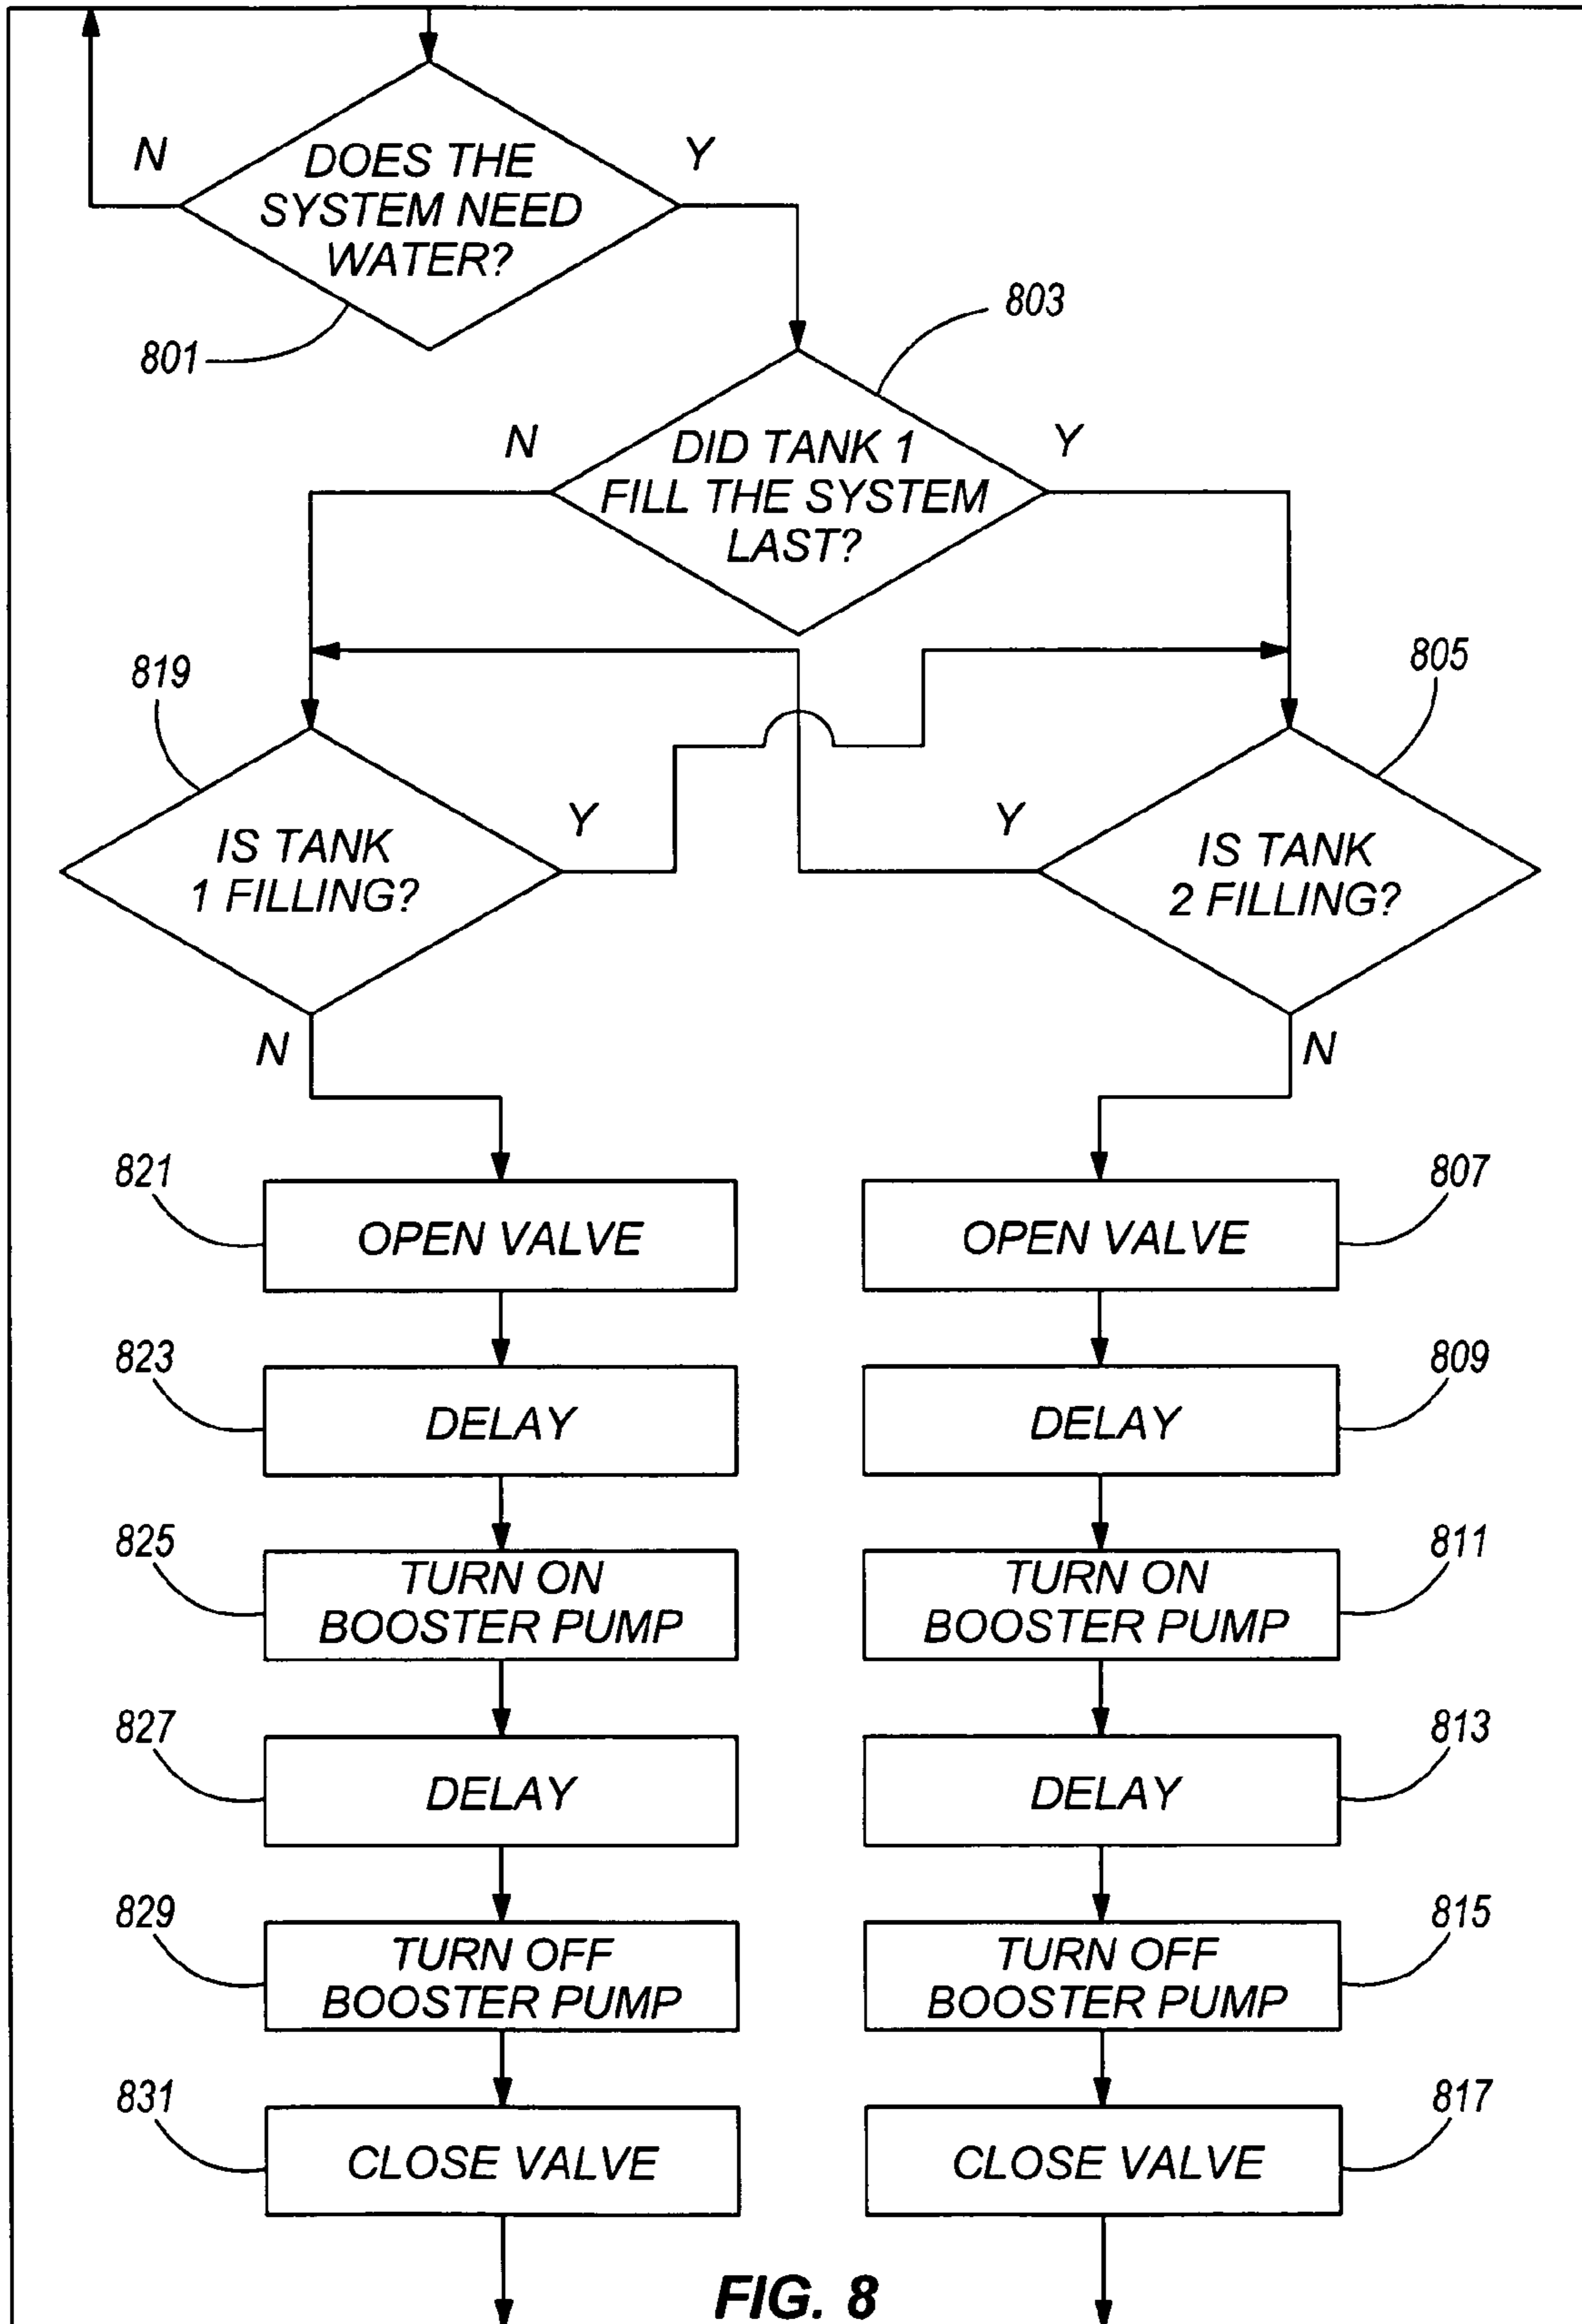 N
Y
DOES THE
SYSTEM NEED
WATER?
801
803
N
Y
DID TANK 1
FILL THE SYSTEM
LAST?
819
805
Y
Y
IS TANK
1 FILLING?
IS TANK
2 FILLING?
N
N
821
OPEN VALVE
OPEN VALVE
807
823
DELAY
DELAY
809
825
TURN ON
BOOSTER PUMP
TURN ON
BOOSTER PUMP
811
827
DELAY
DELAY
813
829
TURN OFF
BOOSTER PUMP
TURN OFF
BOOSTER PUMP
815
831
CLOSE VALVE
CLOSE VALVE
817
FIG. 8